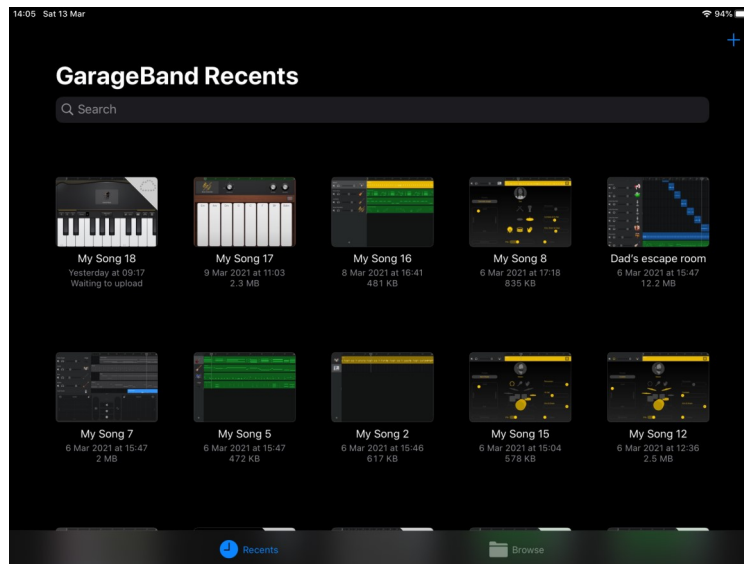 14:05 Sat 13 Mar 94%
GarageBand Recents
Search
My Song 18
Yesterday at 09:17
Waiting to upload
My Song 17
9 Mar 2021 at 11:03
2.3 MB
My Song 16
8 Mar 2021 at 16:41
481 KB
My Song 8
6 Mar 2021 at 17:18
835 KB
Dad's escape room
6 Mar 2021 at 15:47
12.2 MB
My Song 7
6 Mar 2021 at 15:47
2 MB
My Song 5
6 Mar 2021 at 15:47
472 KB
My Song 2
6 Mar 2021 at 15:46
617 KB
My Song 15
6 Mar 2021 at 15:04
578 KB
My Song 12
6 Mar 2021 at 12:36
2.5 MB
Recents
Browse